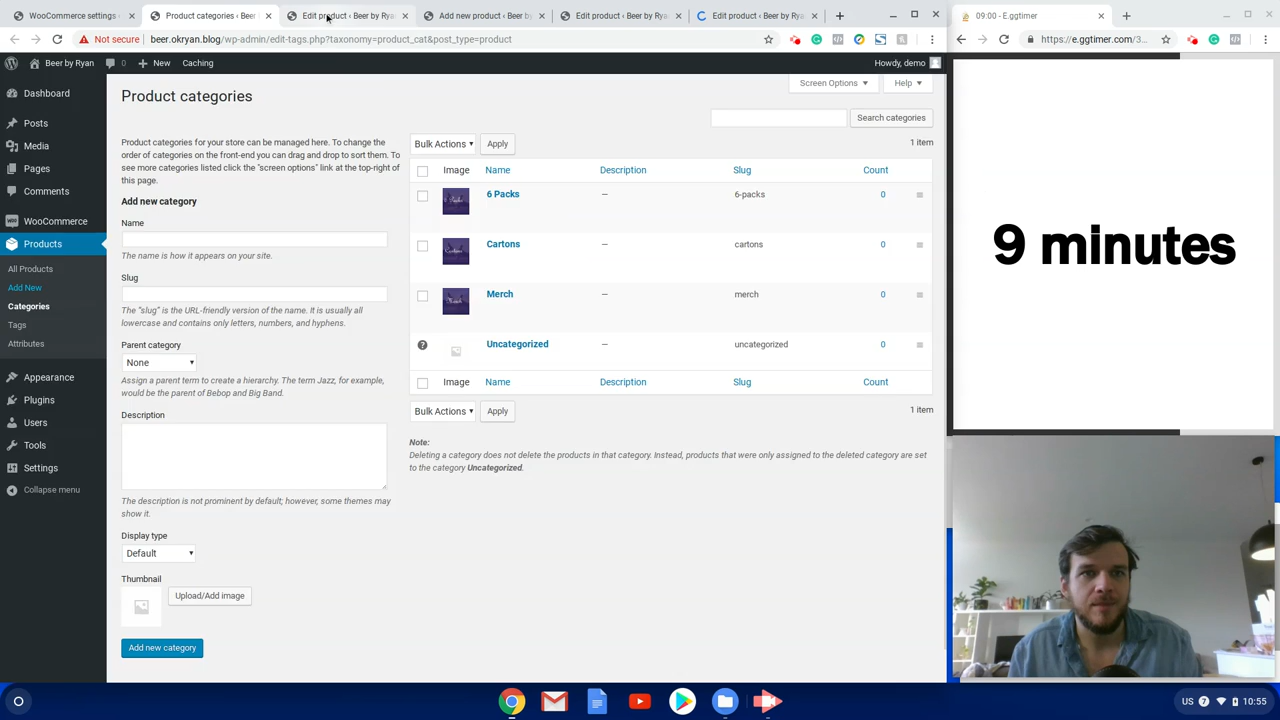 WooCommerce settings
Product categories ‹ Beer
Edit product ‹ Beer by Rya
Add new product ‹ Beer by
Edit product ‹ Beer by Rya
Edit product ‹ Beer by Rya
09:00 - E.ggtimer
Not secure
beer.okryan.blog/wp-admin/edit-tags.php?taxonomy=product_cat&post_type=product
https://e.ggtimer.com/3...
Beer by Ryan
0
New
Caching
Howdy, demo
Dashboard
Posts
Media
Pages
Comments
WooCommerce
Products
All Products
Add New
Categories
Tags
Attributes
Appearance
Plugins
Users
Tools
Settings
Collapse menu
Screen Options
Help
Product categories
Search categories
Product categories for your store can be managed here. To change the
order of categories on the front-end you can drag and drop to sort them. To
see more categories listed click the "screen options" link at the top-right of
this page.
Add new category
Name
The name is how it appears on your site.
Slug
The "slug" is the URL-friendly version of the name. It is usually all
lowercase and contains only letters, numbers, and hyphens.
Parent category
None
Assign a parent term to create a hierarchy. The term Jazz, for example,
would be the parent of Bebop and Big Band.
Description
The description is not prominent by default; however, some themes may
show it.
Display type
Default
Thumbnail
Upload/Add image
Add new category
Bulk Actions
Apply
1 item
Image Name Description Slug Count
6 Packs — 6-packs 0
Cartons — cartons 0
Merch — merch 0
Uncategorized — uncategorized 0
Image Name Description Slug Count
Bulk Actions
Apply
1 item
Note:
Deleting a category does not delete the products in that category. Instead, products that were only assigned to the deleted category are set
to the category Uncategorized.
9 minutes
US
7
10:55